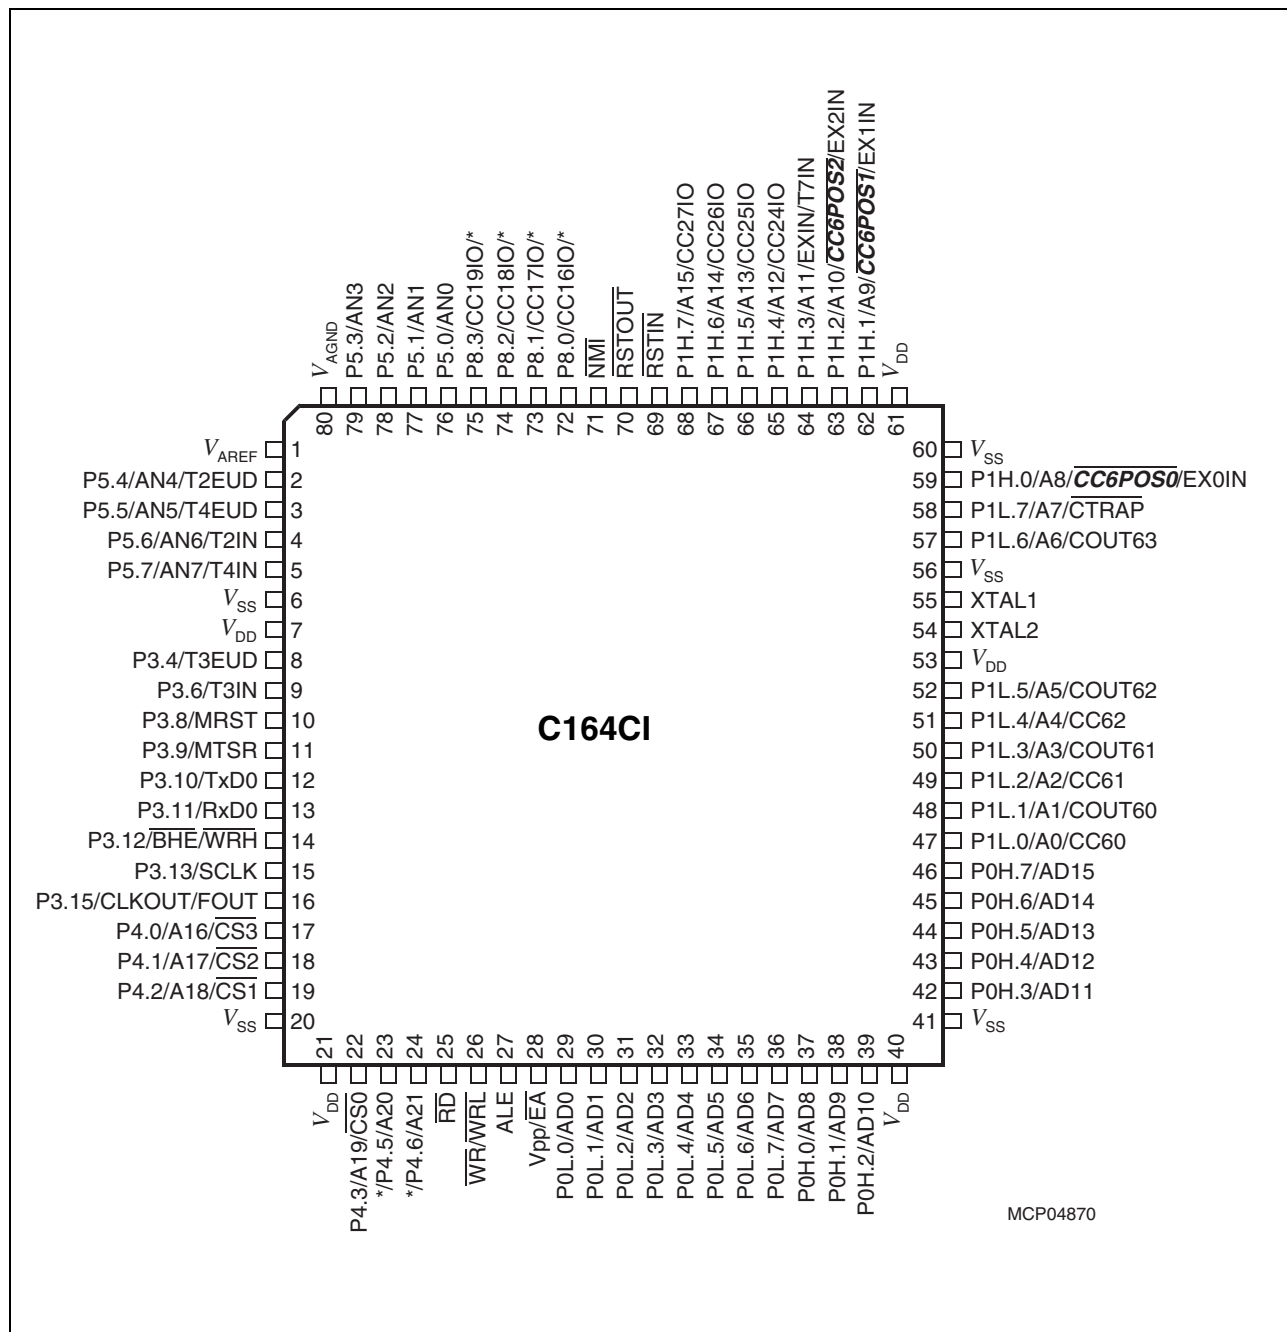 V AGND
P5.3/AN3
P5.2/AN2
P5.1/AN1
P5.0/AN0
P8.3/CC19IO/*
P8.2/CC18IO/*
P8.1/CC17IO/*
P8.0/CC16IO/*
NMI
RSTOUT
RSTIN
P1H.7/A15/CC27IO
P1H.6/A14/CC26IO
P1H.5/A13/CC25IO
P1H.4/A12/CC24IO
P1H.3/A11/EXIN/T7IN
P1H.2/A10/CC6POS2/EX2IN
P1H.1/A9/CC6POS1/EX1IN
V DD
80 79 78 77 76 75 74 73 72 71 70 69 68 67 66 65 64 63 62 61
V AREF 1
P5.4/AN4/T2EUD 2
P5.5/AN5/T4EUD 3
P5.6/AN6/T2IN 4
P5.7/AN7/T4IN 5
V SS 6
V DD 7
P3.4/T3EUD 8
P3.6/T3IN 9
P3.8/MRST 10
P3.9/MTSR 11
P3.10/TxD0 12
P3.11/RxD0 13
P3.12/BHE/WRH 14
P3.13/SCLK 15
P3.15/CLKOUT/FOUT 16
P4.0/A16/CS3 17
P4.1/A17/CS2 18
P4.2/A18/CS1 19
V SS 20
C164CI
60 V SS
59 P1H.0/A8/CC6POS0/EX0IN
58 P1L.7/A7/CTRAP
57 P1L.6/A6/COUT63
56 V SS
55 XTAL1
54 XTAL2
53 V DD
52 P1L.5/A5/COUT62
51 P1L.4/A4/CC62
50 P1L.3/A3/COUT61
49 P1L.2/A2/CC61
48 P1L.1/A1/COUT60
47 P1L.0/A0/CC60
46 P0H.7/AD15
45 P0H.6/AD14
44 P0H.5/AD13
43 P0H.4/AD12
42 P0H.3/AD11
41 V SS
21 22 23 24 25 26 27 28 29 30 31 32 33 34 35 36 37 38 39 40
V DD
P4.3/A19/CS0
*/P4.5/A20
*/P4.6/A21
RD
WR/WRL
ALE
Vpp/EA
P0L.0/AD0
P0L.1/AD1
P0L.2/AD2
P0L.3/AD3
P0L.4/AD4
P0L.5/AD5
P0L.6/AD6
P0L.7/AD7
P0H.0/AD8
P0H.1/AD9
P0H.2/AD10
V DD
MCP04870